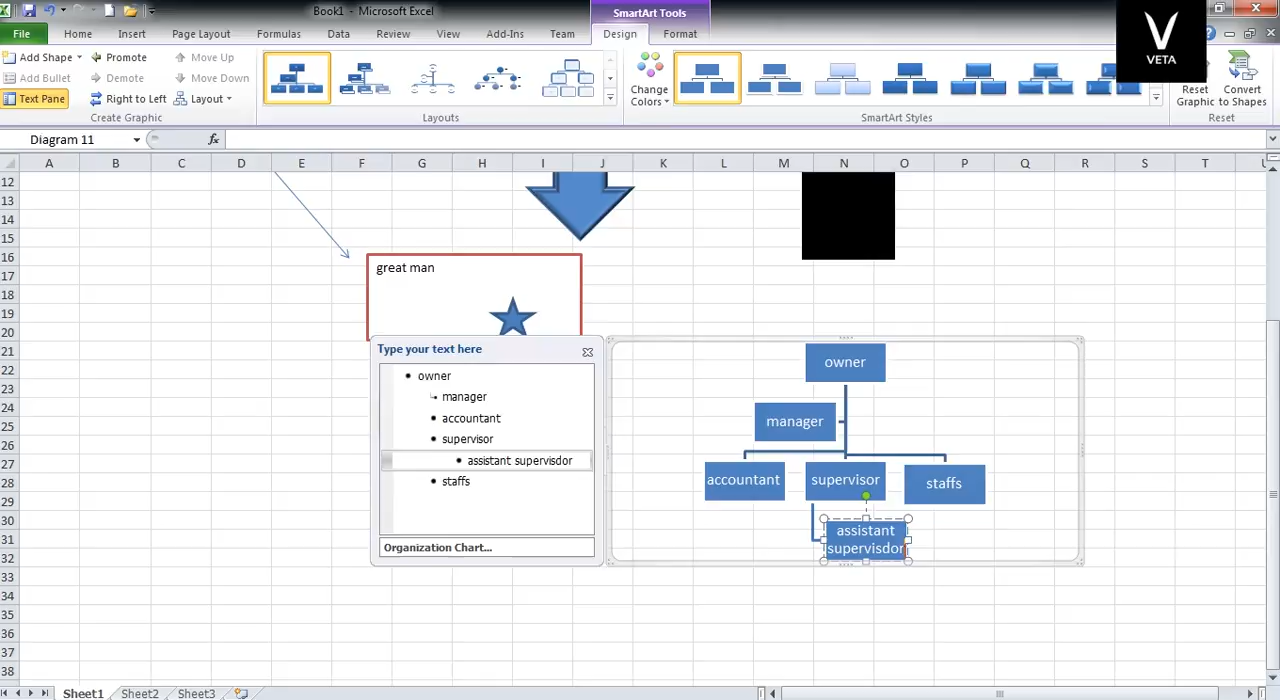 Book1 - Microsoft Excel
SmartArt Tools
File Home Insert Page Layout Formulas Data Review View Add-Ins Team Design Format
VETA
Add Shape Promote Move Up
Add Bullet Demote Move Down
Text Pane Right to Left Layout
Create Graphic
Layouts
Change
Colors
SmartArt Styles
Reset
Graphic
Convert
to Shapes
Reset
Diagram 11
fx
A B C D E F G H I J K L M N O P Q R S T U
12
13
14
15
16
17
18
19
20
21
22
23
24
25
26
27
28
29
30
31
32
33
34
35
36
37
38
great man
Type your text here
owner
manager
accountant
supervisor
assistant supervisdor
staffs
Organization Chart...
owner
manager
accountant
supervisor
staffs
assistant
supervisdor
Sheet1 Sheet2 Sheet3